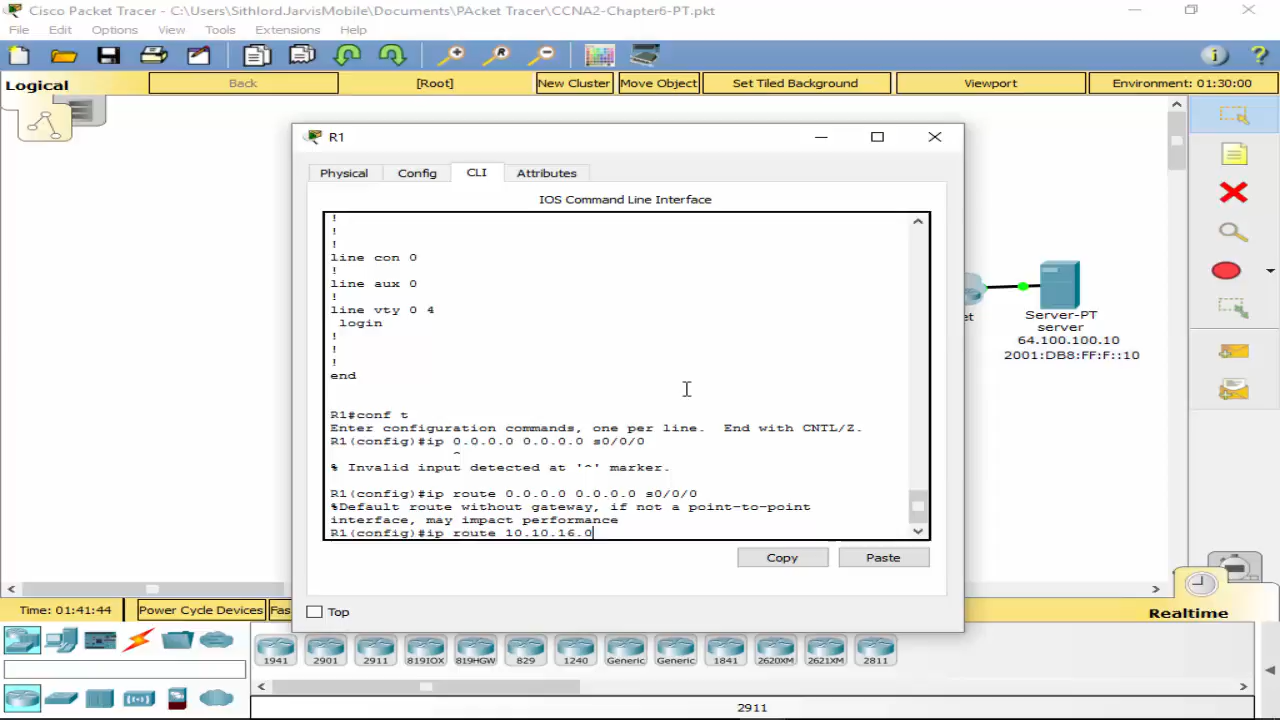 Cisco Packet Tracer - C:\Users\Sithlord.JarvisMobile\Documents\PAcket Tracer\CCNA2-Chapter6-PT.pkt
File Edit Options View Tools Extensions Help
Logical Back [Root] New Cluster Move Object Set Tiled Background Viewport Environment: 01:30:00
R1
Physical Config CLI Attributes
IOS Command Line Interface
!
!
!
line con 0
!
line aux 0
!
line vty 0 4
login
!
!
!
end
R1#conf t
Enter configuration commands, one per line. End with CNTL/Z.
R1(config)#ip 0.0.0.0 0.0.0.0 s0/0/0
^
% Invalid input detected at '^' marker.
R1(config)#ip route 0.0.0.0 0.0.0.0 s0/0/0
%Default route without gateway, if not a point-to-point
interface, may impact performance
R1(config)#ip route 10.10.16.0
Copy Paste
Top
et
Server-PT
server
64.100.100.10
2001:DB8:FF:F::10
Time: 01:41:44 Power Cycle Devices Fas
Realtime
1941 2901 2911 819IOX 819HGW 829 1240 Generic Generic 1841 2620XM 2621XM 2811
2911